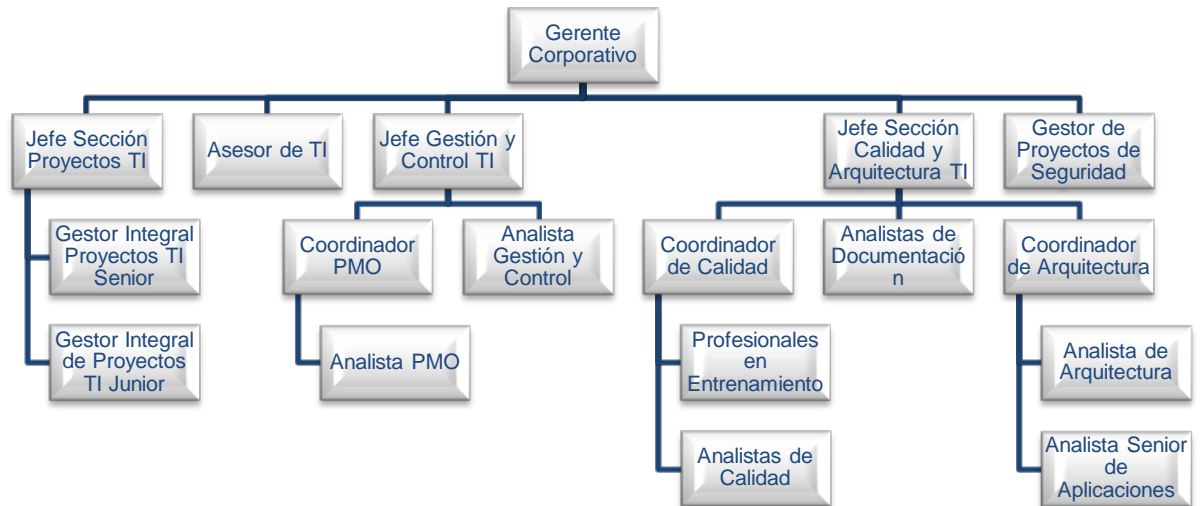 Gerente
Corporativo
Jefe Sección
Proyectos TI
Asesor de TI
Jefe Gestión y
Control TI
Jefe Sección
Calidad y
Arquitectura TI
Gestor de
Proyectos de
Seguridad
Gestor Integral
Proyectos TI
Senior
Coordinador
PMO
Analista
Gestión y
Control
Coordinador
de Calidad
Analistas de
Documentació
n
Coordinador
de Arquitectura
Gestor Integral
de Proyectos
TI Junior
Analista PMO
Profesionales
en
Entrenamiento
Analista de
Arquitectura
Analistas de
Calidad
Analista Senior
de
Aplicaciones